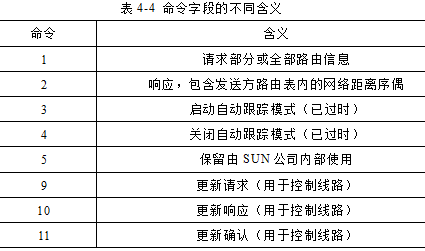 表 4-4 命令字段的不同含义
命令 含义
1 请求部分或全部路由信息
2 响应，包含发送方路由表内的网络距离序偶
3 启动自动跟踪模式（已过时）
4 关闭自动跟踪模式（已过时）
5 保留由 SUN 公司内部使用
9 更新请求（用于控制线路）
10 更新响应（用于控制线路）
11 更新确认（用于控制线路）